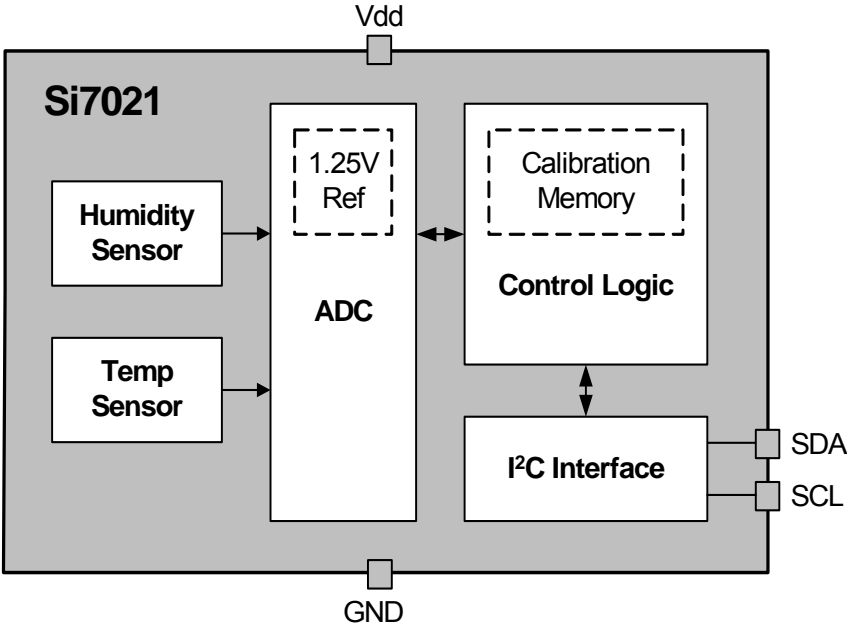 Vdd
Si7021
1.25V
Ref
ADC
Calibration
Memory
Control Logic
Humidity
Sensor
Temp
Sensor
I²C Interface
SDA
SCL
GND